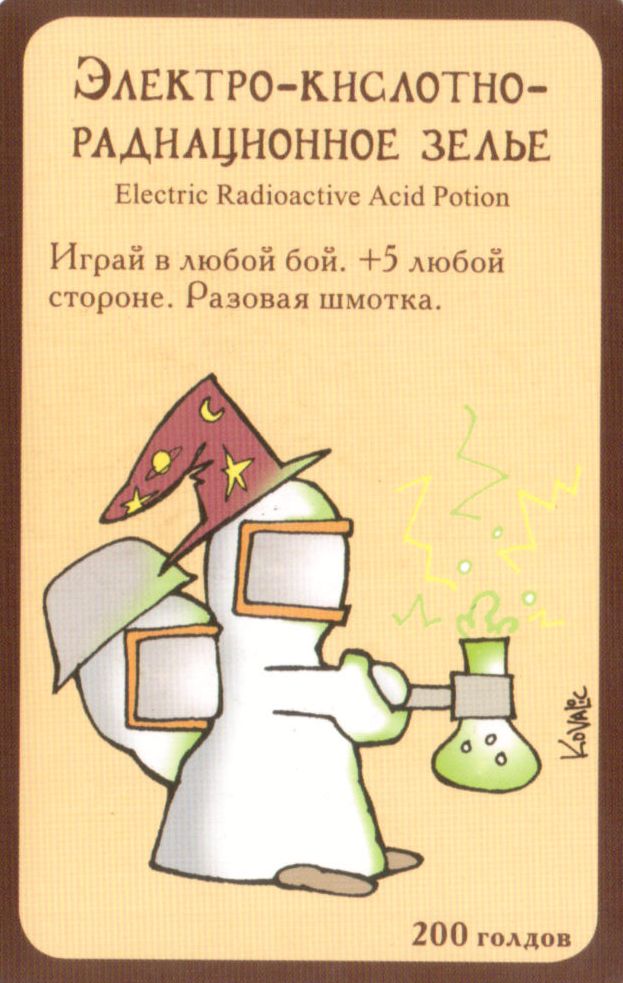 Электро-кислотно-
радиационное зелье
Electric Radioactive Acid Potion
Играй в любой бой. +5 любой
стороне. Разовая шмотка.
Kovalic
200 голдов